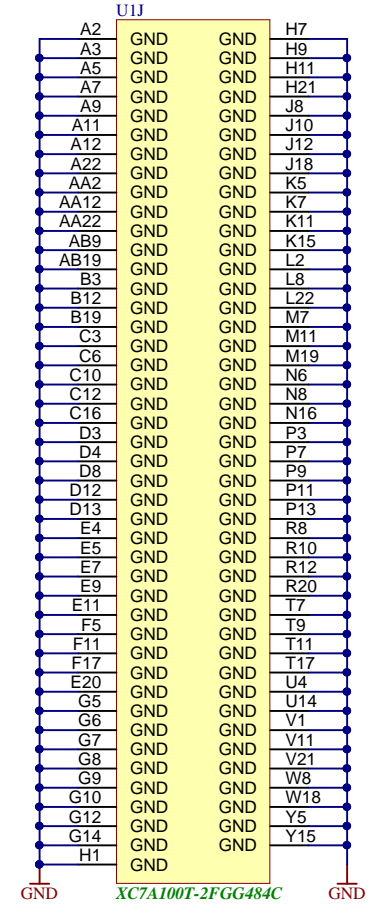 U1J
A2 GND GND H7
A3 GND GND H9
A5 GND GND H11
A7 GND GND H21
A9 GND GND J8
A11 GND GND J10
A12 GND GND J12
A22 GND GND J18
AA2 GND GND K5
AA12 GND GND K7
AA22 GND GND K11
AB9 GND GND K15
AB19 GND GND L2
B3 GND GND L8
B12 GND GND L22
B19 GND GND M7
C3 GND GND M11
C6 GND GND M19
C10 GND GND N6
C12 GND GND N8
C16 GND GND N16
D3 GND GND P3
D4 GND GND P7
D8 GND GND P9
D12 GND GND P11
D13 GND GND P13
E4 GND GND R8
E5 GND GND R10
E7 GND GND R12
E9 GND GND R20
E11 GND GND T7
F5 GND GND T9
F11 GND GND T11
F17 GND GND T17
E20 GND GND U4
G5 GND GND U14
G6 GND GND V1
G7 GND GND V11
G8 GND GND V21
G9 GND GND W8
G10 GND GND W18
G12 GND GND Y5
G14 GND GND Y15
H1 GND
GND XC7A100T-2FGG484C GND